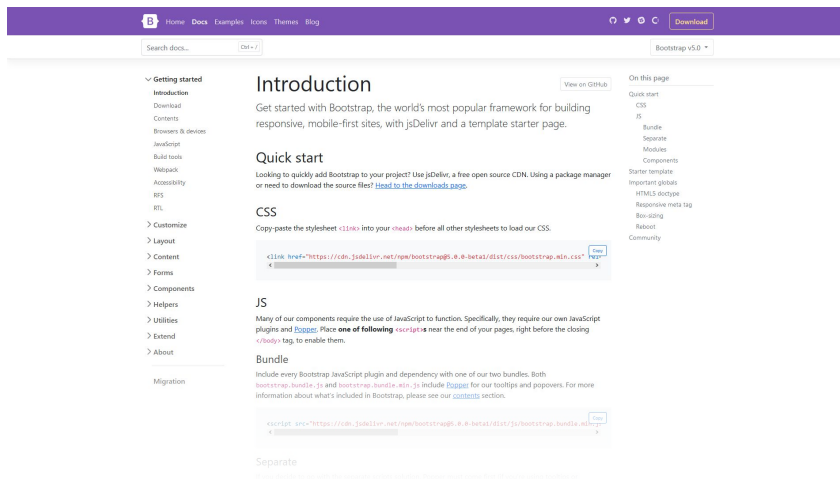 B Home Docs Examples Icons Themes Blog Download
Search docs... Ctrl + / Bootstrap v5.0
Getting started
Introduction
Download
Contents
Browsers & devices
JavaScript
Build tools
Webpack
Accessibility
RFS
RTL
Customize
Layout
Content
Forms
Components
Helpers
Utilities
Extend
About
Migration
Introduction
View on GitHub
Get started with Bootstrap, the world's most popular framework for building
responsive, mobile-first sites, with jsDelivr and a template starter page.
Quick start
Looking to quickly add Bootstrap to your project? Use jsDelivr, a free open source CDN. Using a package manager
or need to download the source files? Head to the downloads page.
CSS
Copy-paste the stylesheet <link> into your <head> before all other stylesheets to load our CSS.
Copy
<link href="https://cdn.jsdelivr.net/npm/bootstrap@5.0.0-beta1/dist/css/bootstrap.min.css"
JS
Many of our components require the use of JavaScript to function. Specifically, they require our own JavaScript
plugins and Popper. Place one of following <script>s near the end of your pages, right before the closing
</body> tag, to enable them.
Bundle
Include every Bootstrap JavaScript plugin and dependency with one of our two bundles. Both
bootstrap.bundle.js and bootstrap.bundle.min.js include Popper for our tooltips and popovers. For more
information about what's included in Bootstrap, please see our contents section.
Copy
<script src="https://cdn.jsdelivr.net/npm/bootstrap@5.0.0-beta1/dist/js/bootstrap.bundle.min.js
Separate
On this page
Quick start
CSS
JS
Bundle
Separate
Modules
Components
Starter template
Important globals
HTML5 doctype
Responsive meta tag
Box-sizing
Reboot
Community